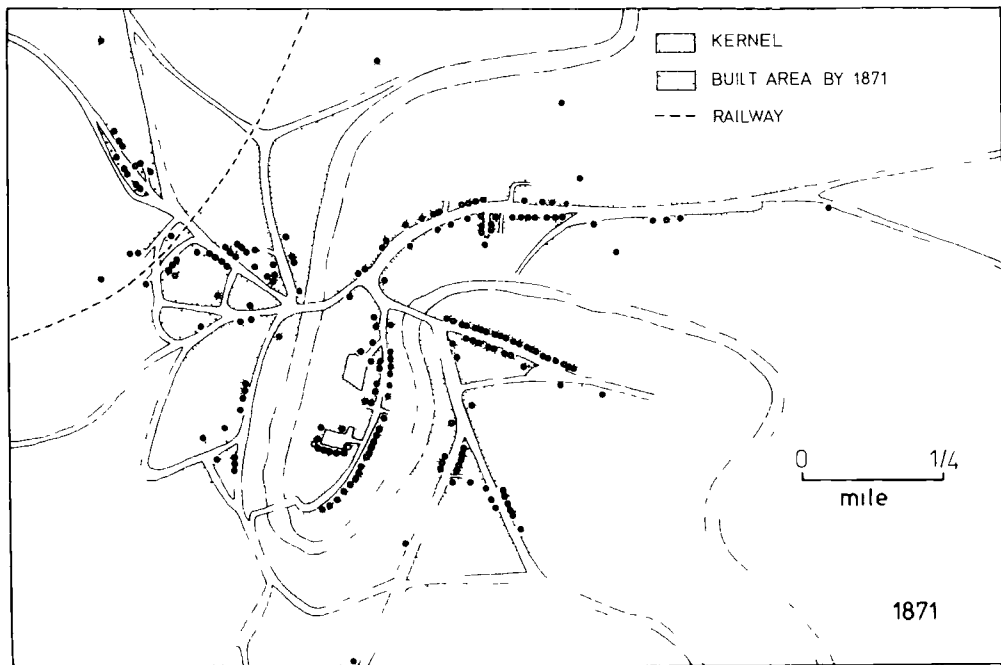 KERNEL
BUILT AREA BY 1871
RAILWAY
0 1/4
mile
1871